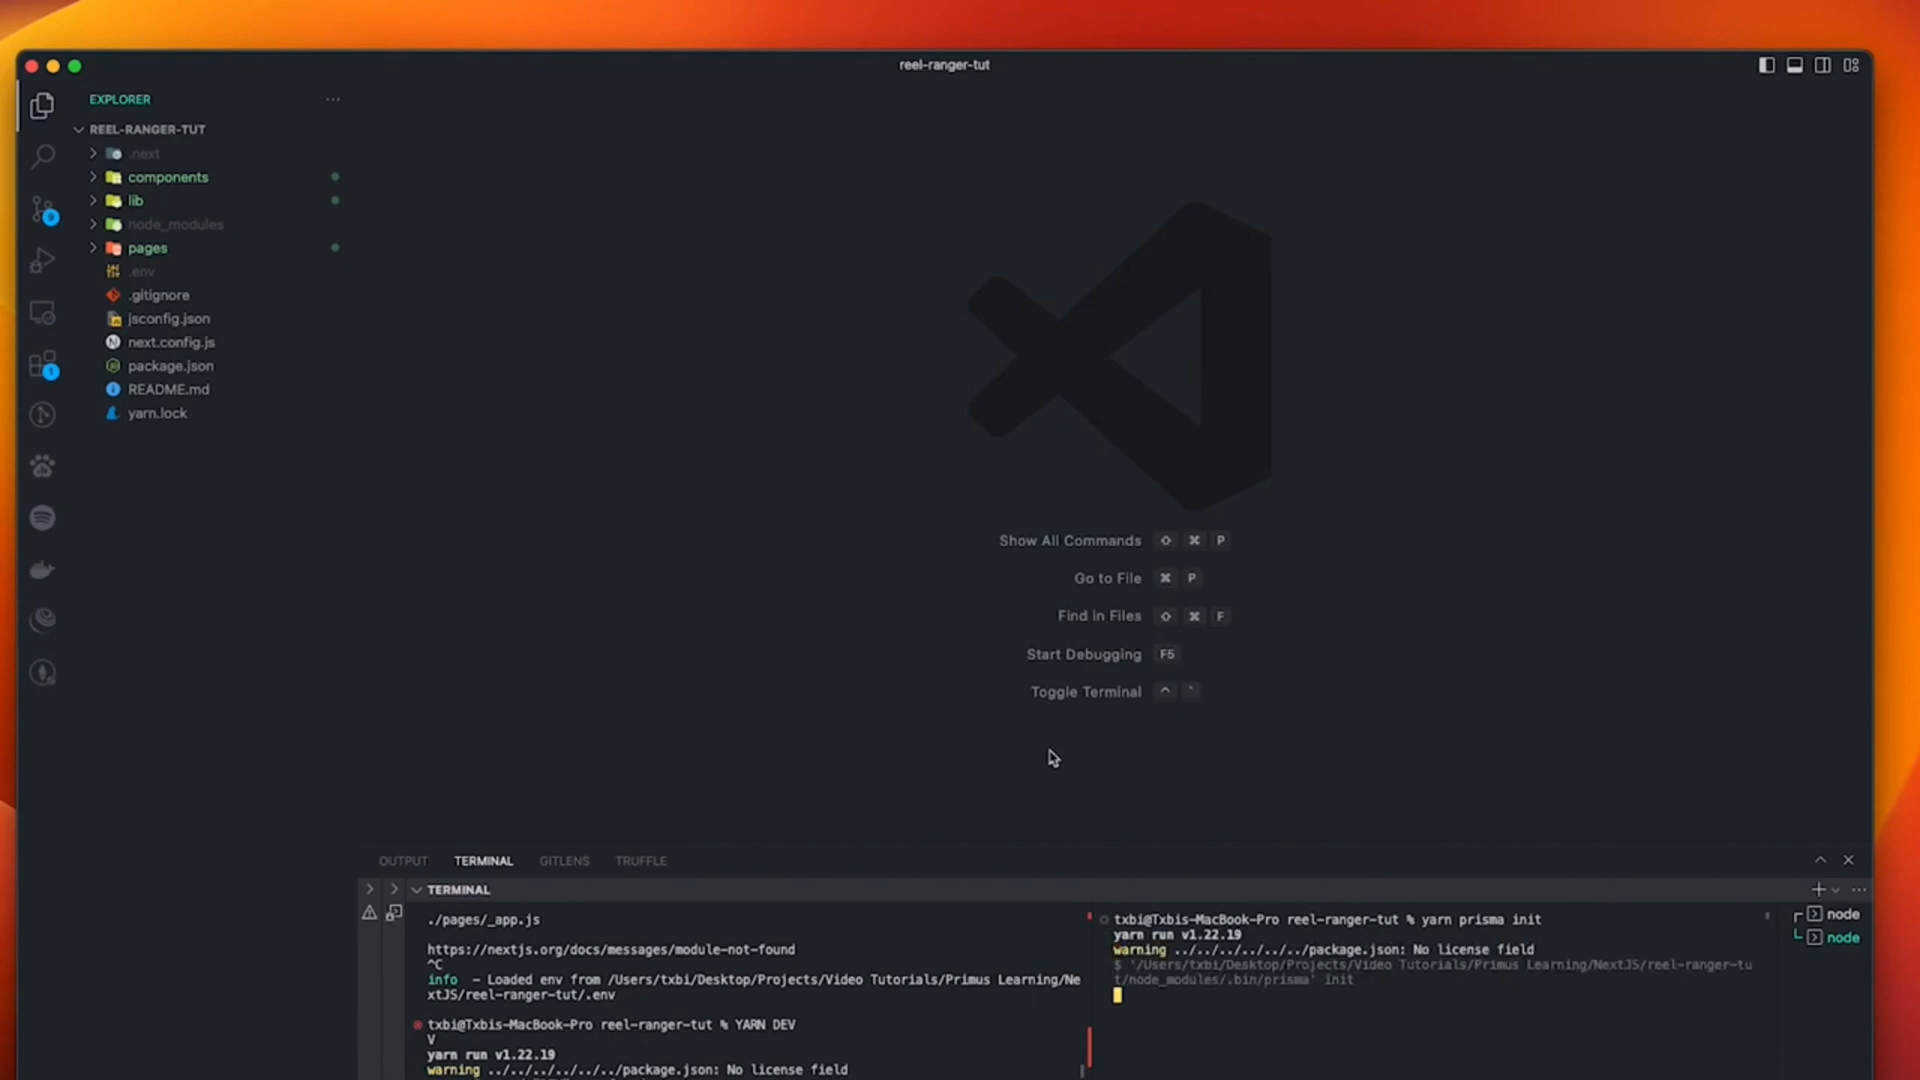 reel-ranger-tut
EXPLORER
REEL-RANGER-TUT
.next
components
lib
node_modules
pages
.env
.gitignore
jsconfig.json
next.config.js
package.json
README.md
yarn.lock
Show All Commands ⇧ ⌘ P
Go to File ⌘ P
Find in Files ⇧ ⌘ F
Start Debugging F5
Toggle Terminal ^ `
OUTPUT TERMINAL GITLENS TRUFFLE
TERMINAL
./pages/_app.js
https://nextjs.org/docs/messages/module-not-found
^C
info - Loaded env from /Users/txbi/Desktop/Projects/Video Tutorials/Primus Learning/Ne
xtJS/reel-ranger-tut/.env
txbi@Txbis-MacBook-Pro reel-ranger-tut % YARN DEV
V
yarn run v1.22.19
warning ../../../../../../package.json: No license field
txbi@Txbis-MacBook-Pro reel-ranger-tut % yarn prisma init
yarn run v1.22.19
warning ../../../../../../package.json: No license field
$ '/Users/txbi/Desktop/Projects/Video Tutorials/Primus Learning/NextJS/reel-ranger-tu
t/node_modules/.bin/prisma' init
node
node